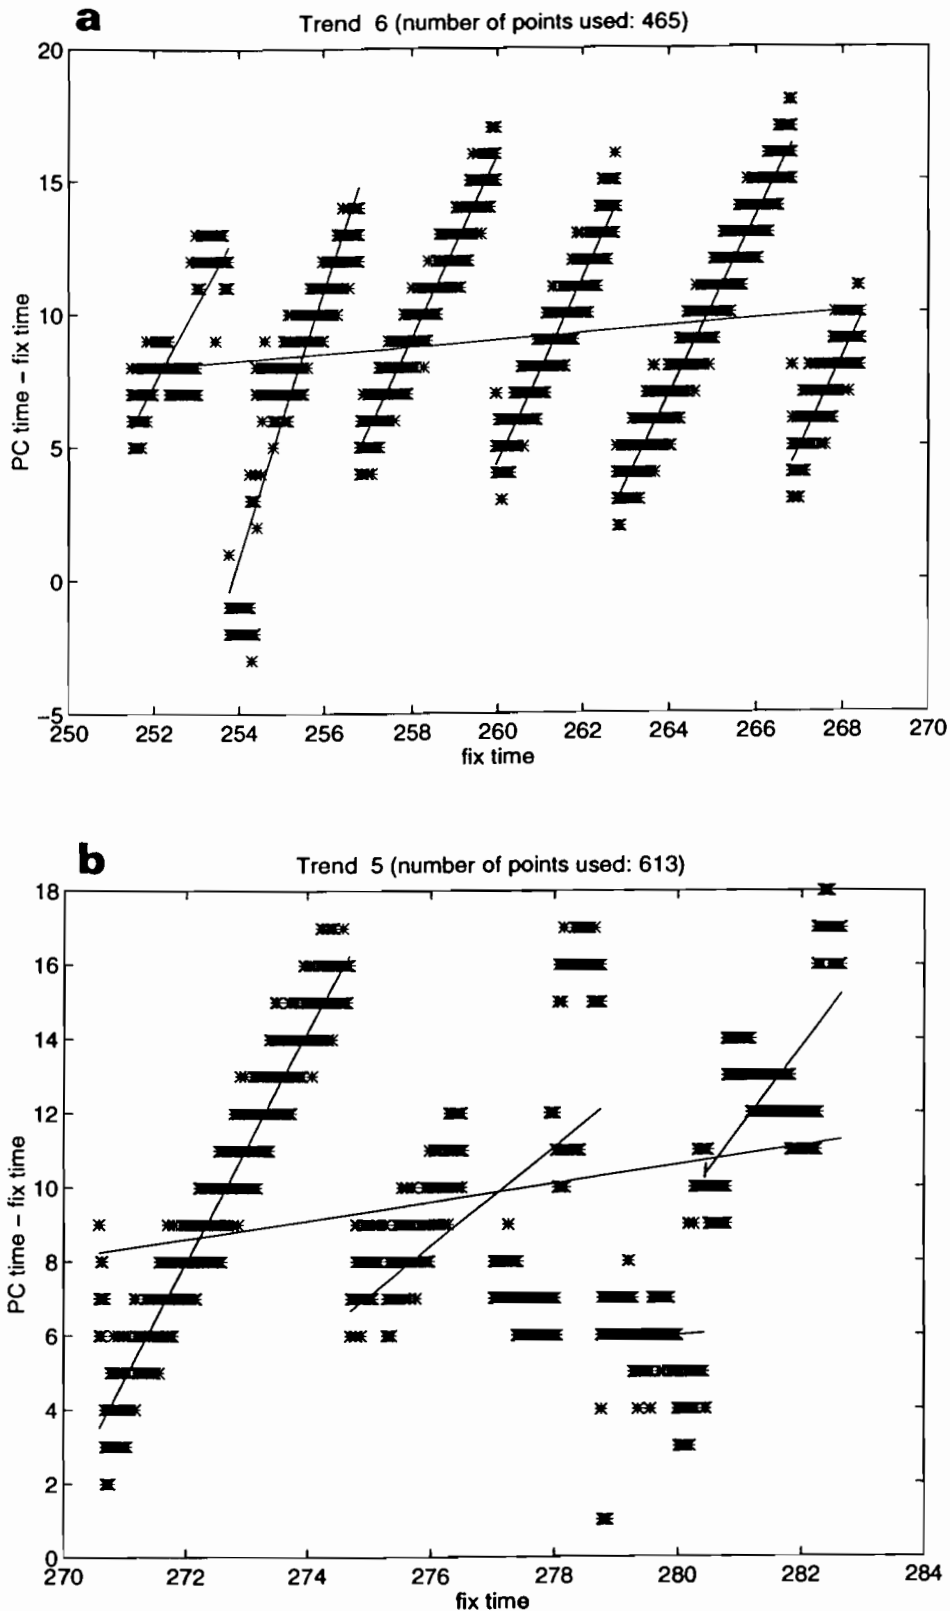 a
Trend 6 (number of points used: 465)
20
15
10
5
0
−5
PC time − fix time
250 252 254 256 258 260 262 264 266 268 270
fix time
b
Trend 5 (number of points used: 613)
18
16
14
12
10
8
6
4
2
0
PC time − fix time
270 272 274 276 278 280 282 284
fix time